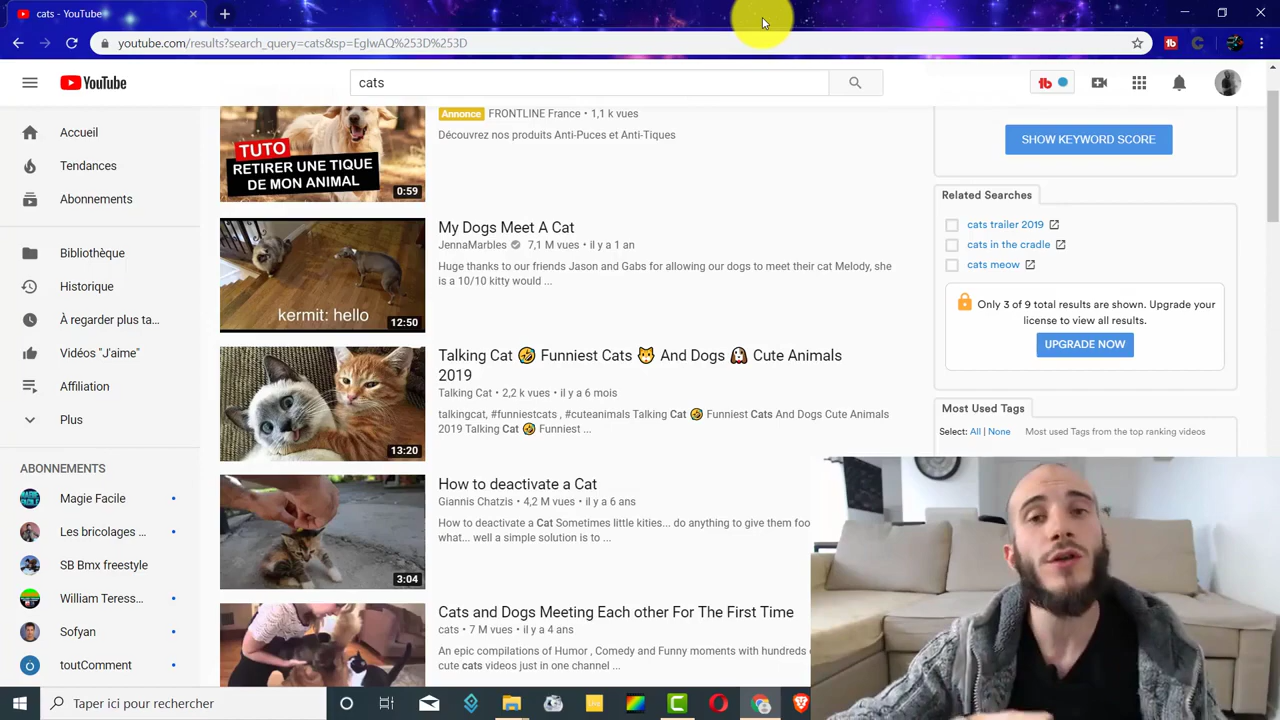 cats - YouTube
youtube.com/results?search_query=cats&sp=EgIwAQ%253D%253D
YouTube
cats
Accueil
Tendances
Abonnements
Bibliothèque
Historique
À regarder plus ta...
Vidéos "J'aime"
Affiliation
Plus
ABONNEMENTS
Magie Facile
Les bricolages ...
SB Bmx freestyle
William Teress...
Sofyan
toutComment
TUTO
RETIRER UNE TIQUE
DE MON ANIMAL
0:59
Annonce FRONTLINE France • 1,1 k vues
Découvrez nos produits Anti-Puces et Anti-Tiques
kermit: hello
12:50
My Dogs Meet A Cat
JennaMarbles 7,1 M vues • il y a 1 an
Huge thanks to our friends Jason and Gabs for allowing our dogs to meet their cat Melody, she
is a 10/10 kitty would ...
13:20
Talking Cat 🤣 Funniest Cats 🐱 And Dogs 🐶 Cute Animals
2019
Talking Cat • 2,2 k vues • il y a 6 mois
talkingcat, #funniestcats , #cuteanimals Talking Cat 🤣 Funniest Cats And Dogs Cute Animals
2019 Talking Cat 🤣 Funniest ...
3:04
How to deactivate a Cat
Giannis Chatzis • 4,2 M vues • il y a 6 ans
How to deactivate a Cat Sometimes little kities... do anything to give them foo
what... well a simple solution is to ...
Cats and Dogs Meeting Each other For The First Time
cats • 7 M vues • il y a 4 ans
An epic compilations of Humor , Comedy and Funny moments with hundreds
cute cats videos just in one channel ...
SHOW KEYWORD SCORE
Related Searches
cats trailer 2019
cats in the cradle
cats meow
Only 3 of 9 total results are shown. Upgrade your
license to view all results.
UPGRADE NOW
Most Used Tags
Select: All | None Most used Tags from the top ranking videos
Taper ici pour rechercher